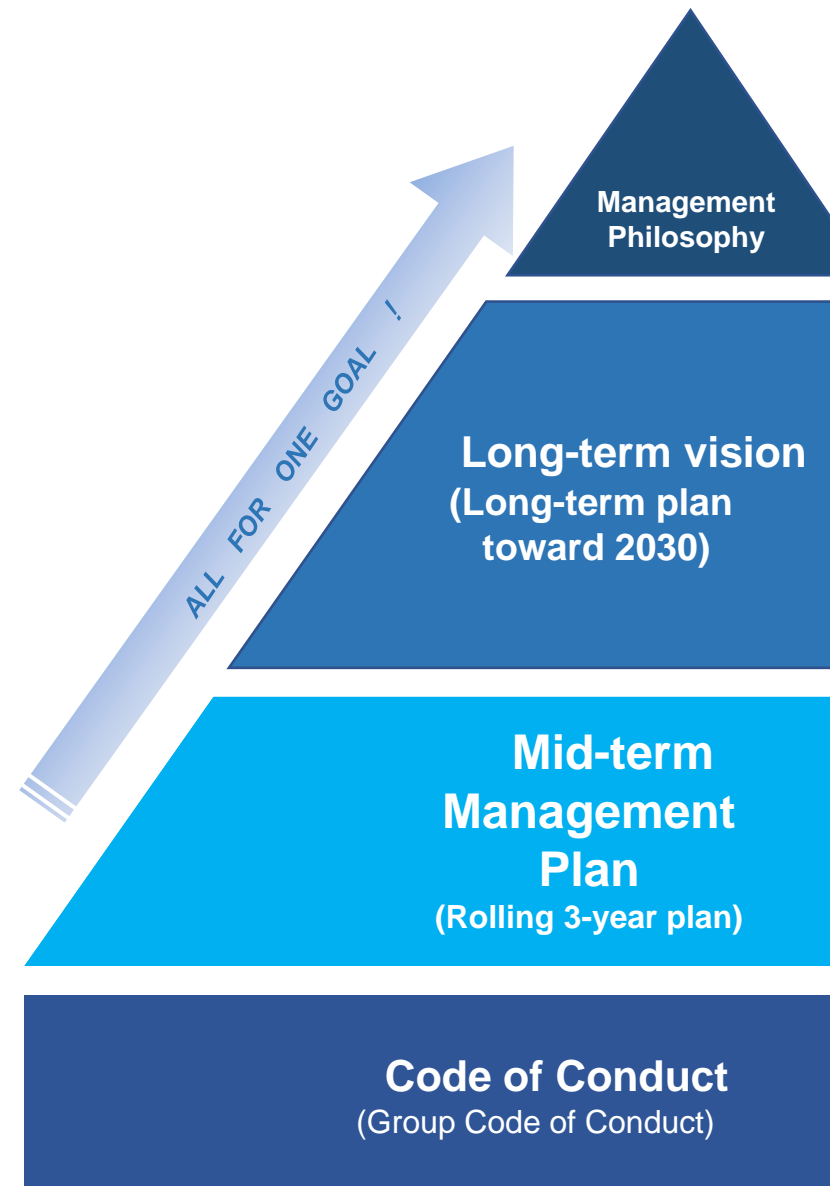 Management
Philosophy
ALL FOR ONE GOAL !
Long-term vision
(Long-term plan
toward 2030)
Mid-term
Management
Plan
(Rolling 3-year plan)
Code of Conduct
(Group Code of Conduct)